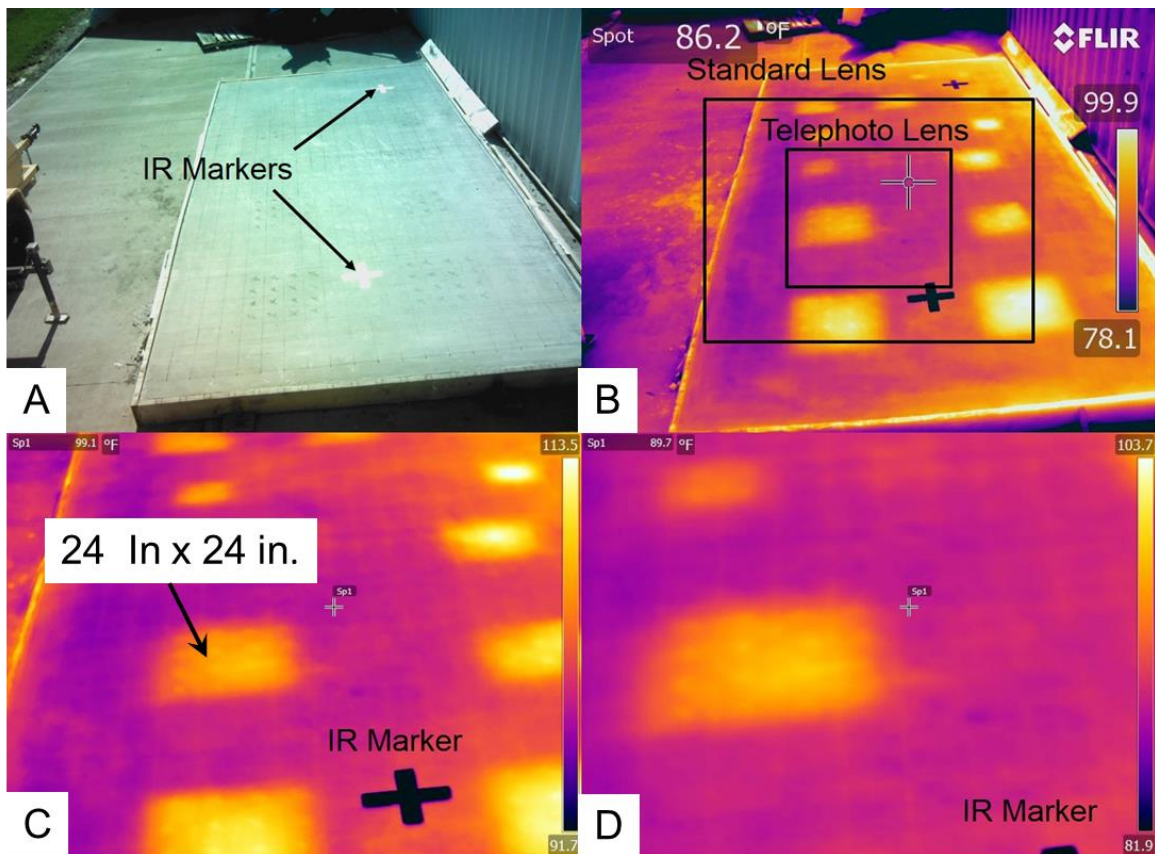 IR Markers
A
Spot 86.2 °F
FLIR
Standard Lens
99.9
Telephoto Lens
78.1
B
Sp1 99.1 °F
113.5
24 In x 24 in.
Sp1
IR Marker
C
91.7
Sp1 89.7 °F
103.7
Sp1
IR Marker
D
81.9